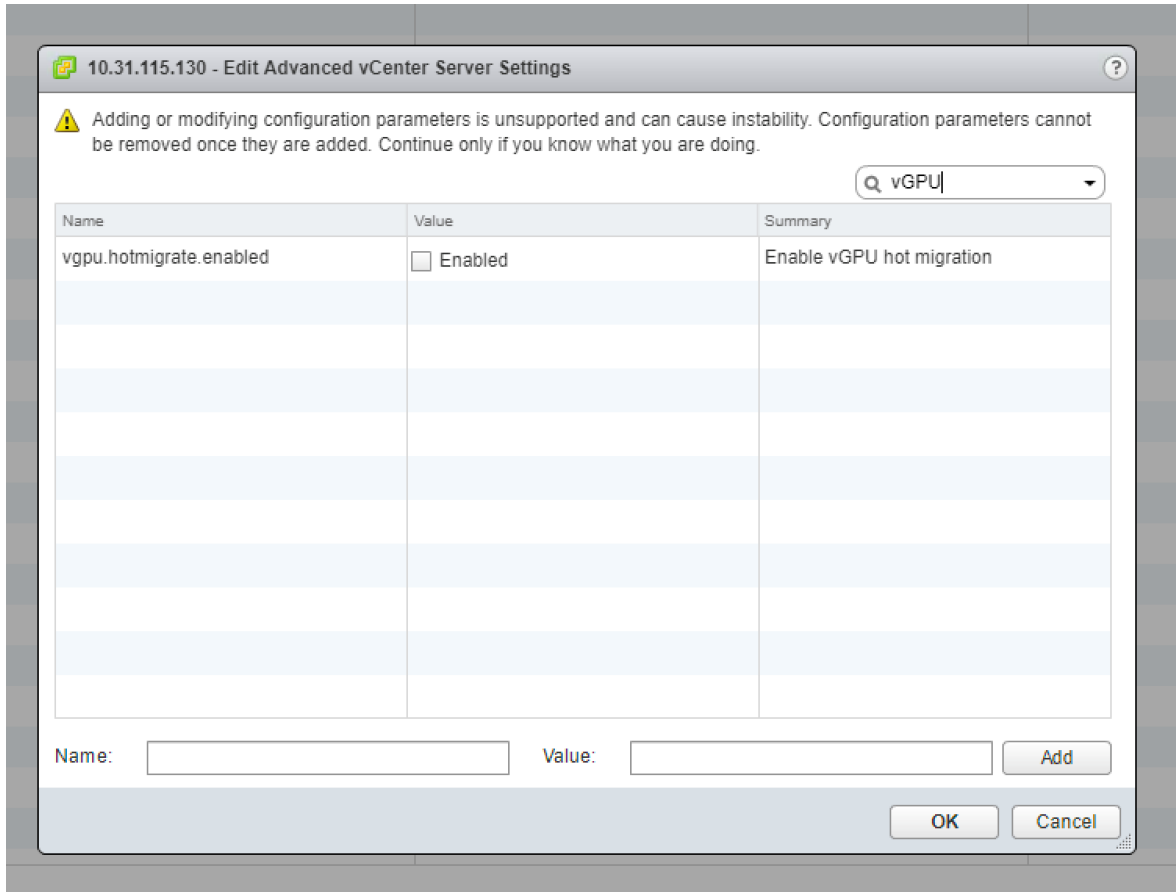 10.31.115.130 - Edit Advanced vCenter Server Settings
?
Adding or modifying configuration parameters is unsupported and can cause instability. Configuration parameters cannot
be removed once they are added. Continue only if you know what you are doing.
vGPU
Name Value Summary
vgpu.hotmigrate.enabled Enabled Enable vGPU hot migration
Name: Value: Add
OK Cancel